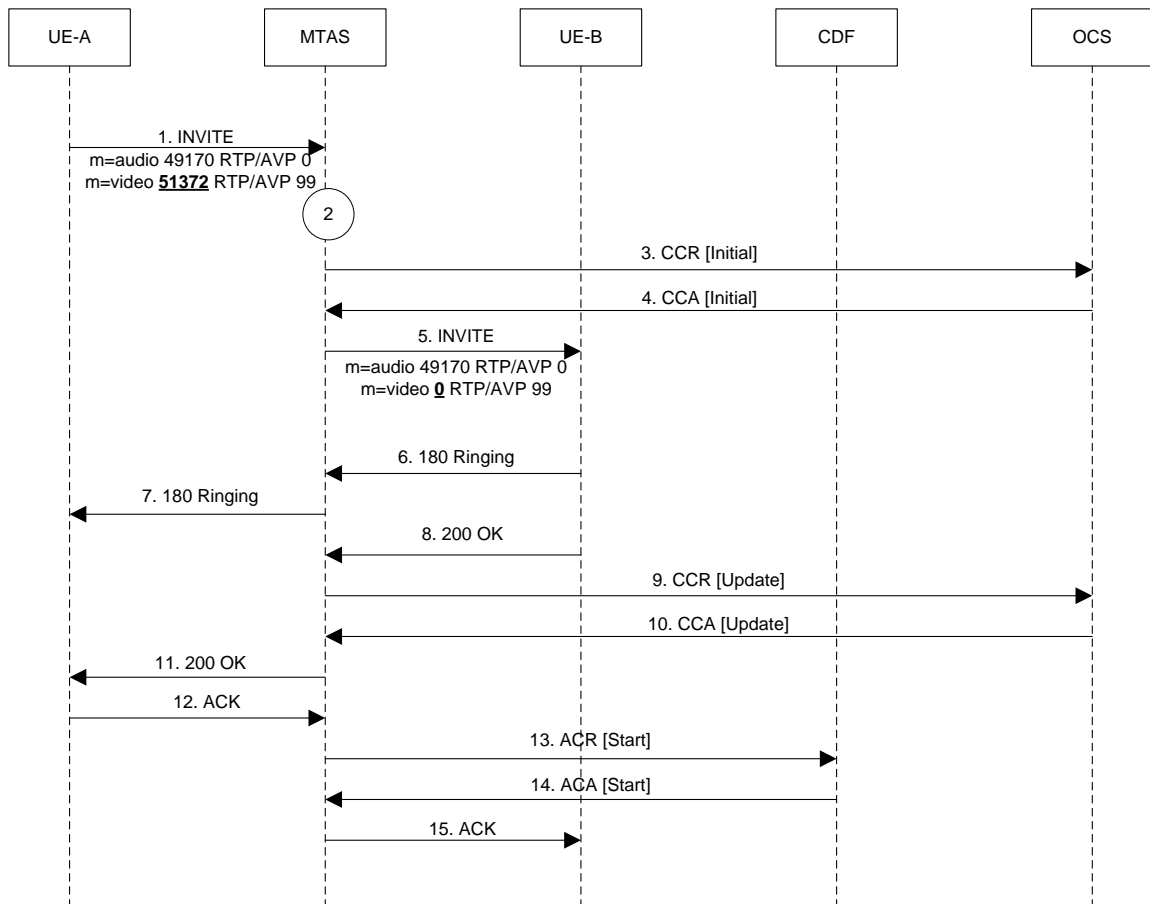 UE-A
MTAS
UE-B
CDF
OCS
1. INVITE
m=audio 49170 RTP/AVP 0
m=video 51372 RTP/AVP 99
2
3. CCR [Initial]
4. CCA [Initial]
5. INVITE
m=audio 49170 RTP/AVP 0
m=video 0 RTP/AVP 99
6. 180 Ringing
7. 180 Ringing
8. 200 OK
9. CCR [Update]
10. CCA [Update]
11. 200 OK
12. ACK
13. ACR [Start]
14. ACA [Start]
15. ACK